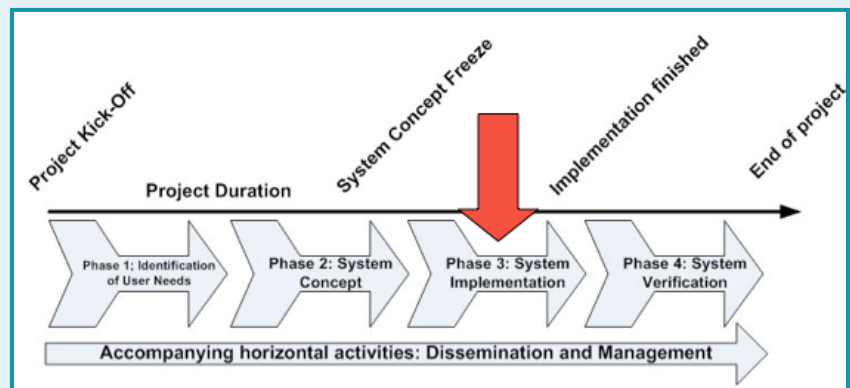 Project Kick-Off
System Concept Freeze
Implementation finished
End of project
Project Duration
Phase 1; Identification
of User Needs
Phase 2: System
Concept
Phase 3: System
Implementation
Phase 4: System
Verification
Accompanying horizontal activities: Dissemination and Management